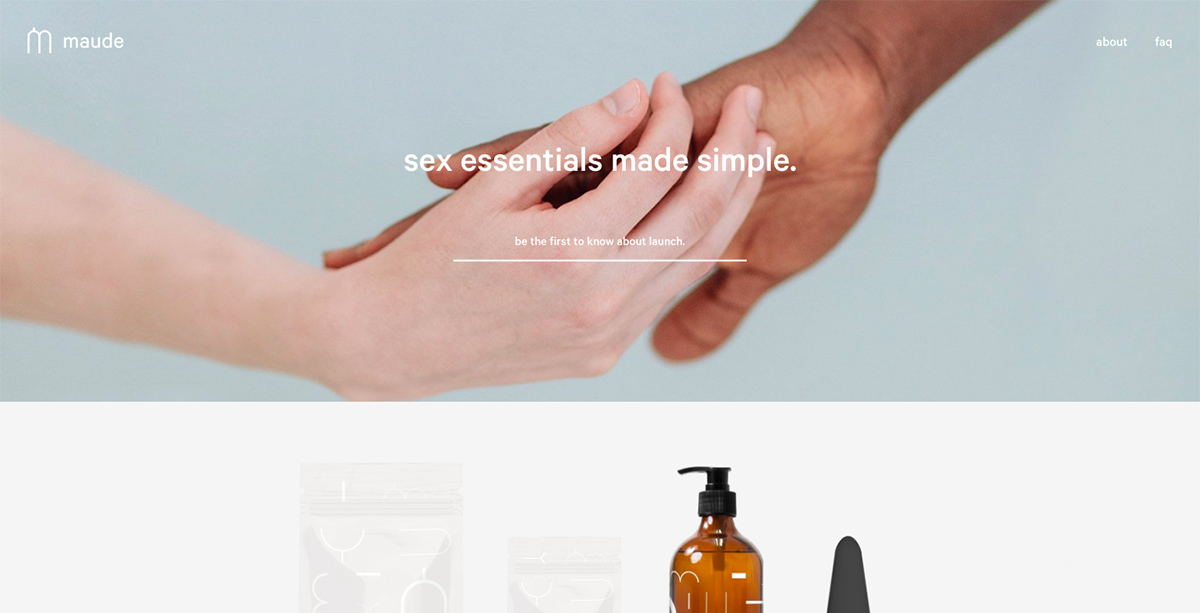 maude
about
faq
sex essentials made simple.
be the first to know about launch.